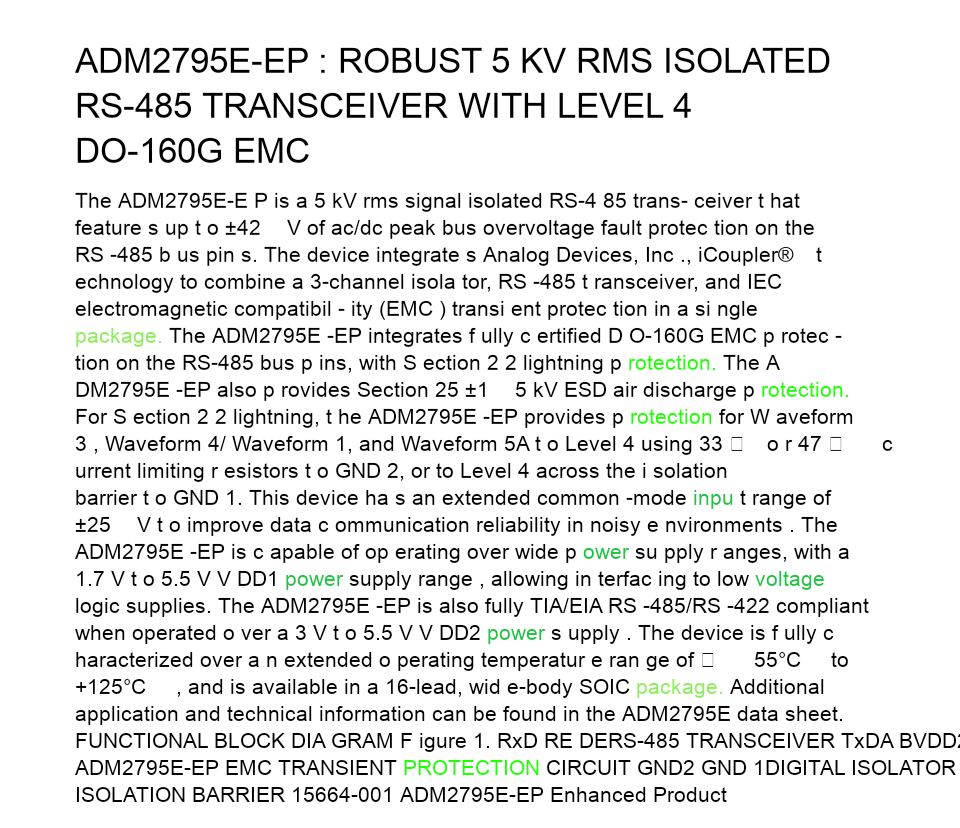 ADM2795E-EP : ROBUST 5 KV RMS ISOLATED
RS-485 TRANSCEIVER WITH LEVEL 4
DO-160G EMC
The ADM2795E-E P is a 5 kV rms signal isolated RS-4 85 trans- ceiver t hat
feature s up t o ±42 V of ac/dc peak bus overvoltage fault protec tion on the
RS -485 b us pin s. The device integrate s Analog Devices, Inc ., iCoupler® t
echnology to combine a 3-channel isola tor, RS -485 t ransceiver, and IEC
electromagnetic compatibil - ity (EMC ) transi ent protec tion in a si ngle
package. The ADM2795E -EP integrates f ully c ertified D O-160G EMC p rotec -
tion on the RS-485 bus p ins, with S ection 2 2 lightning p rotection. The A
DM2795E -EP also p rovides Section 25 ±1 5 kV ESD air discharge p rotection.
For S ection 2 2 lightning, t he ADM2795E -EP provides p rotection for W aveform
3 , Waveform 4/ Waveform 1, and Waveform 5A t o Level 4 using 33 □ o r 47 □ c
urrent limiting r esistors t o GND 2, or to Level 4 across the i solation
barrier t o GND 1. This device ha s an extended common -mode inpu t range of
±25 V t o improve data c ommunication reliability in noisy e nvironments . The
ADM2795E -EP is c apable of op erating over wide p ower su pply r anges, with a
1.7 V t o 5.5 V V DD1 power supply range , allowing in terfac ing to low voltage
logic supplies. The ADM2795E -EP is also fully TIA/EIA RS -485/RS -422 compliant
when operated o ver a 3 V t o 5.5 V V DD2 power s upply . The device is f ully c
haracterized over a n extended o perating temperatur e ran ge of □ 55°C to
+125°C , and is available in a 16-lead, wid e-body SOIC package. Additional
application and technical information can be found in the ADM2795E data sheet.
FUNCTIONAL BLOCK DIA GRAM F igure 1. RxD RE DERS-485 TRANSCEIVER TxDA BVDD2
ADM2795E-EP EMC TRANSIENT PROTECTION CIRCUIT GND2 GND 1DIGITAL ISOLATOR
ISOLATION BARRIER 15664-001 ADM2795E-EP Enhanced Product